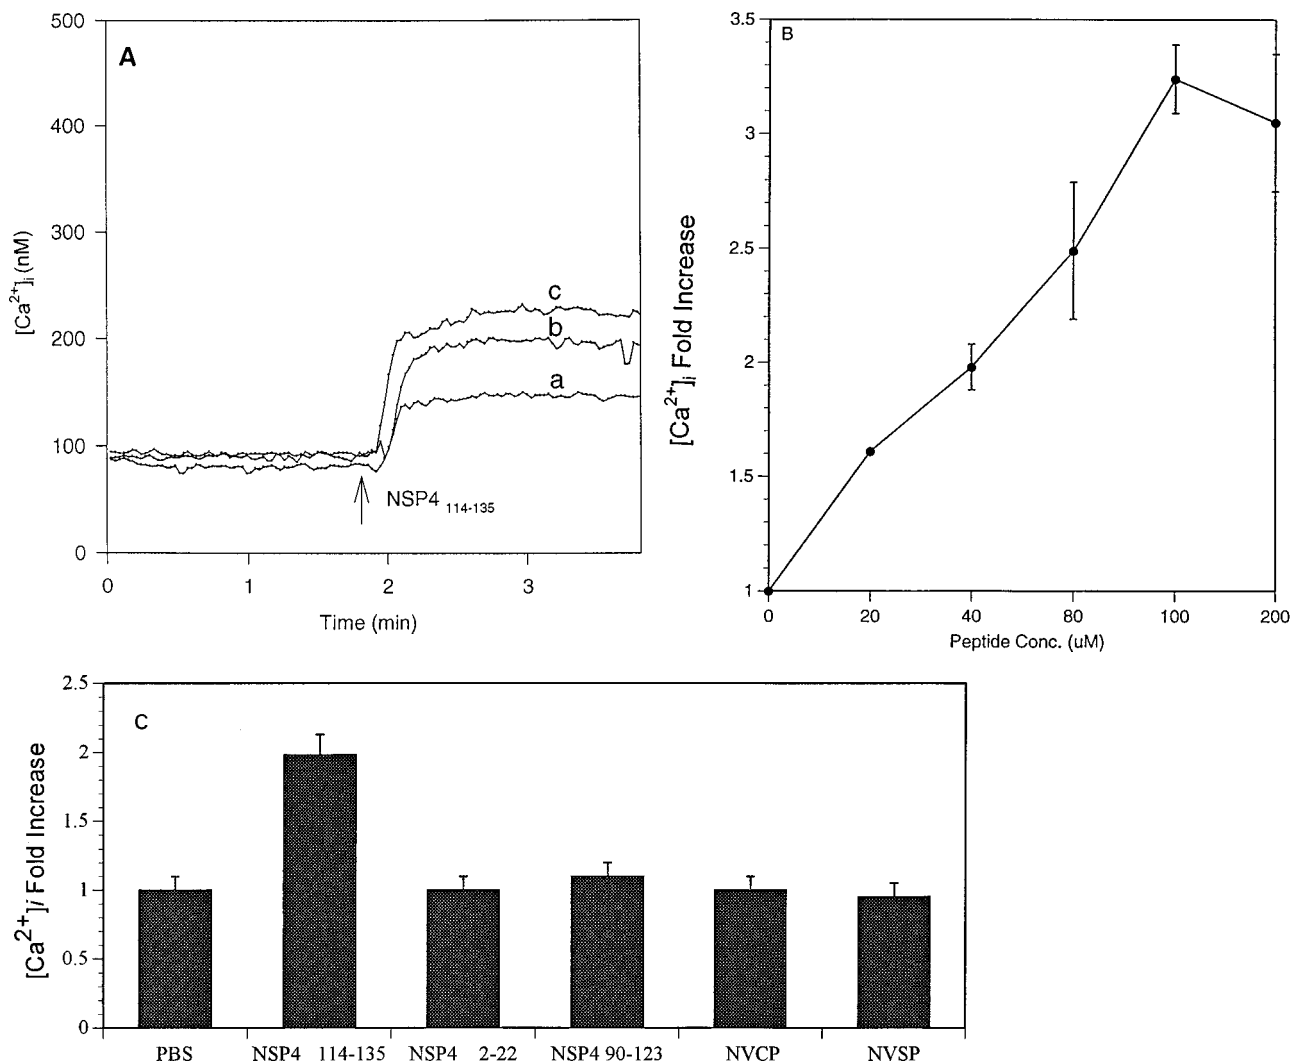 A
500
400
300
200
100
0
[Ca2+]i (nM)
c
b
a
NSP4 114-135
0 1 2 3
Time (min)
B
3.5
3
2.5
2
1.5
1
[Ca2+]i Fold Increase
0 20 40 80 100 200
Peptide Conc. (uM)
C
2.5
2
1.5
1
0.5
0
[Ca2+]i Fold Increase
PBS NSP4 114-135 NSP4 2-22 NSP4 90-123 NVCP NVSP